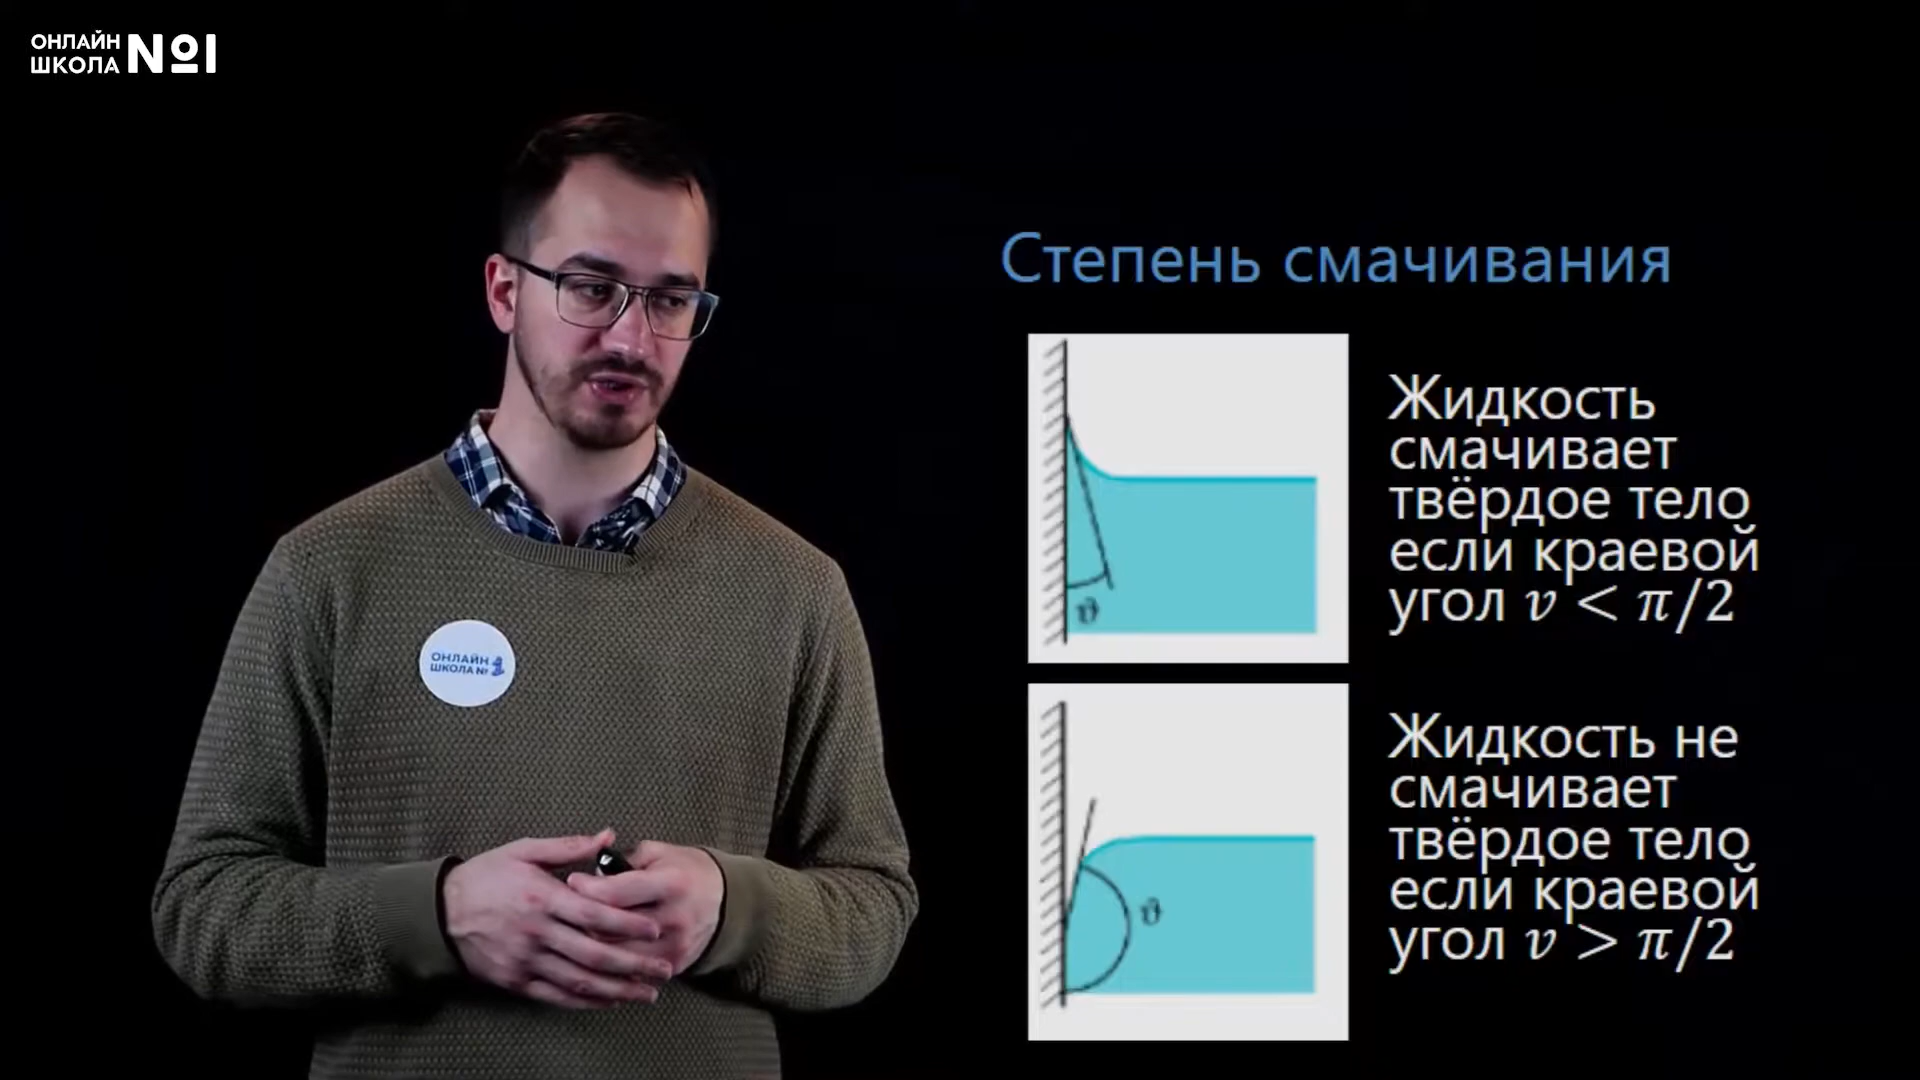 ОНЛАЙН
ШКОЛА №1
Степень смачивания
Жидкость
смачивает
твёрдое тело
если краевой
угол 𝑣 < 𝜋/2
ϑ
Жидкость не
смачивает
твёрдое тело
если краевой
угол 𝑣 > 𝜋/2
ϑ
ОНЛАЙН
ШКОЛА №1